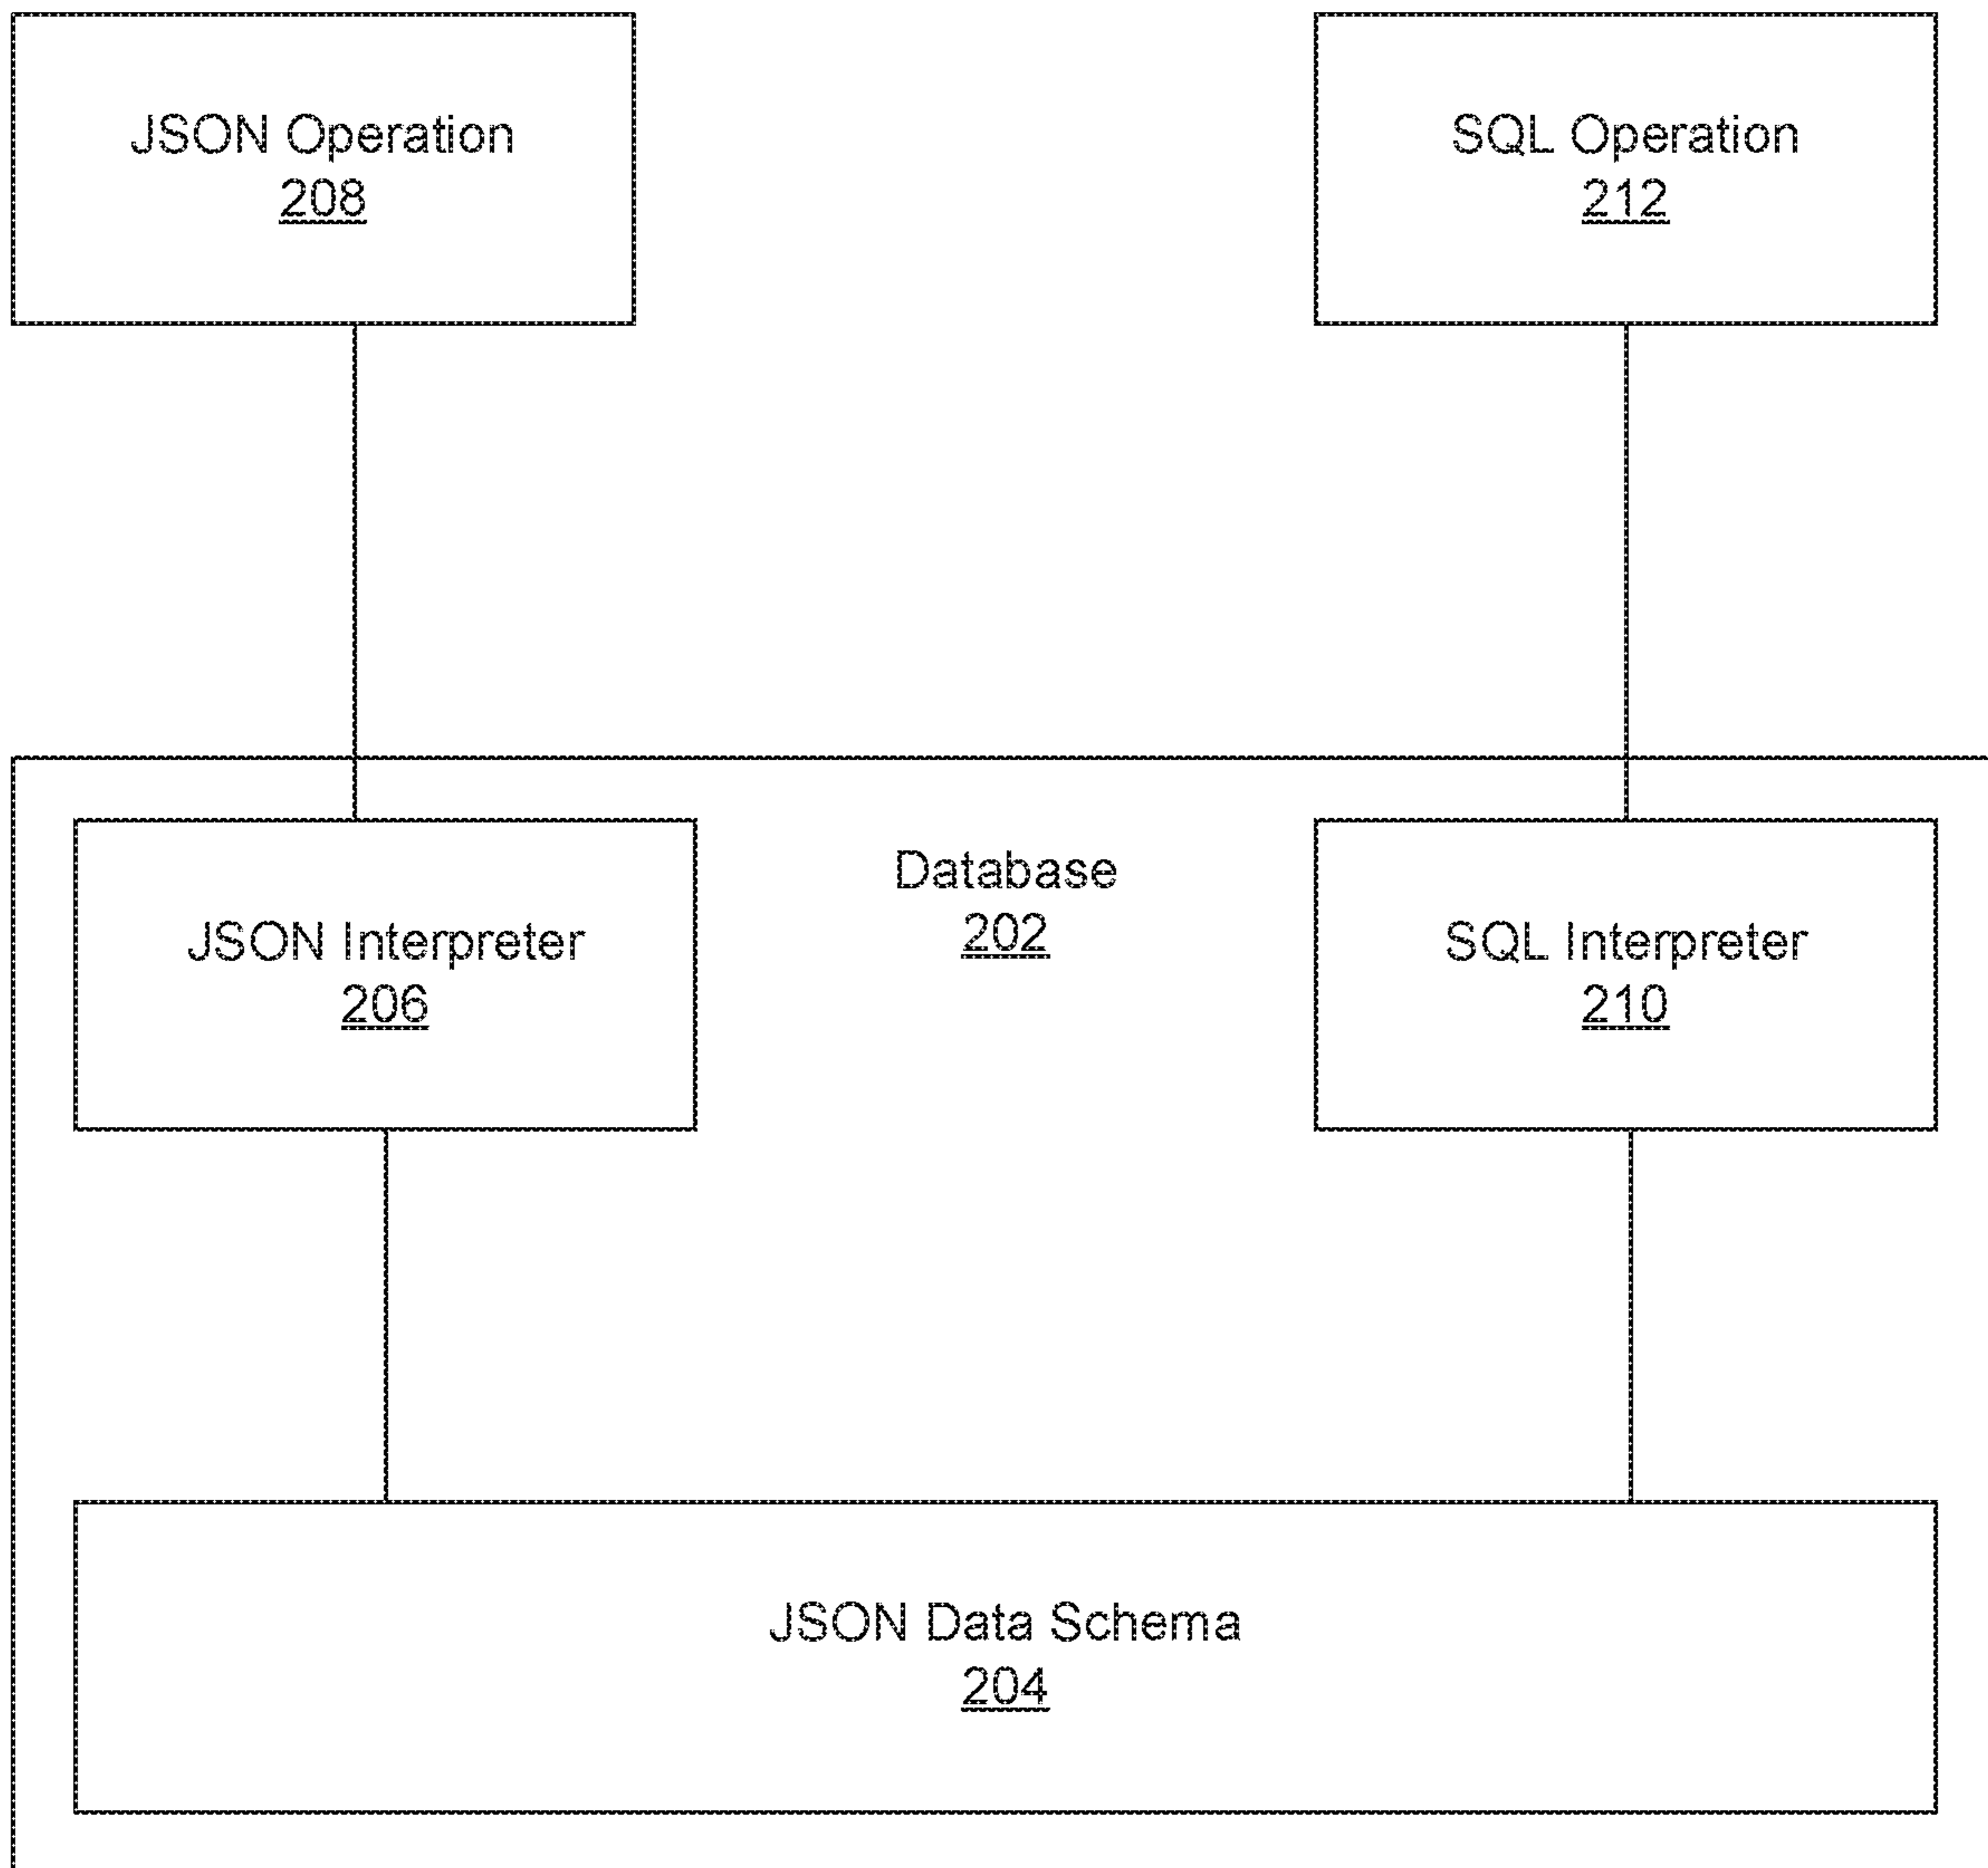 JSON Operation
208
SQL Operation
212
Database
202
JSON Interpreter
206
SQL Interpreter
210
JSON Data Schema
204